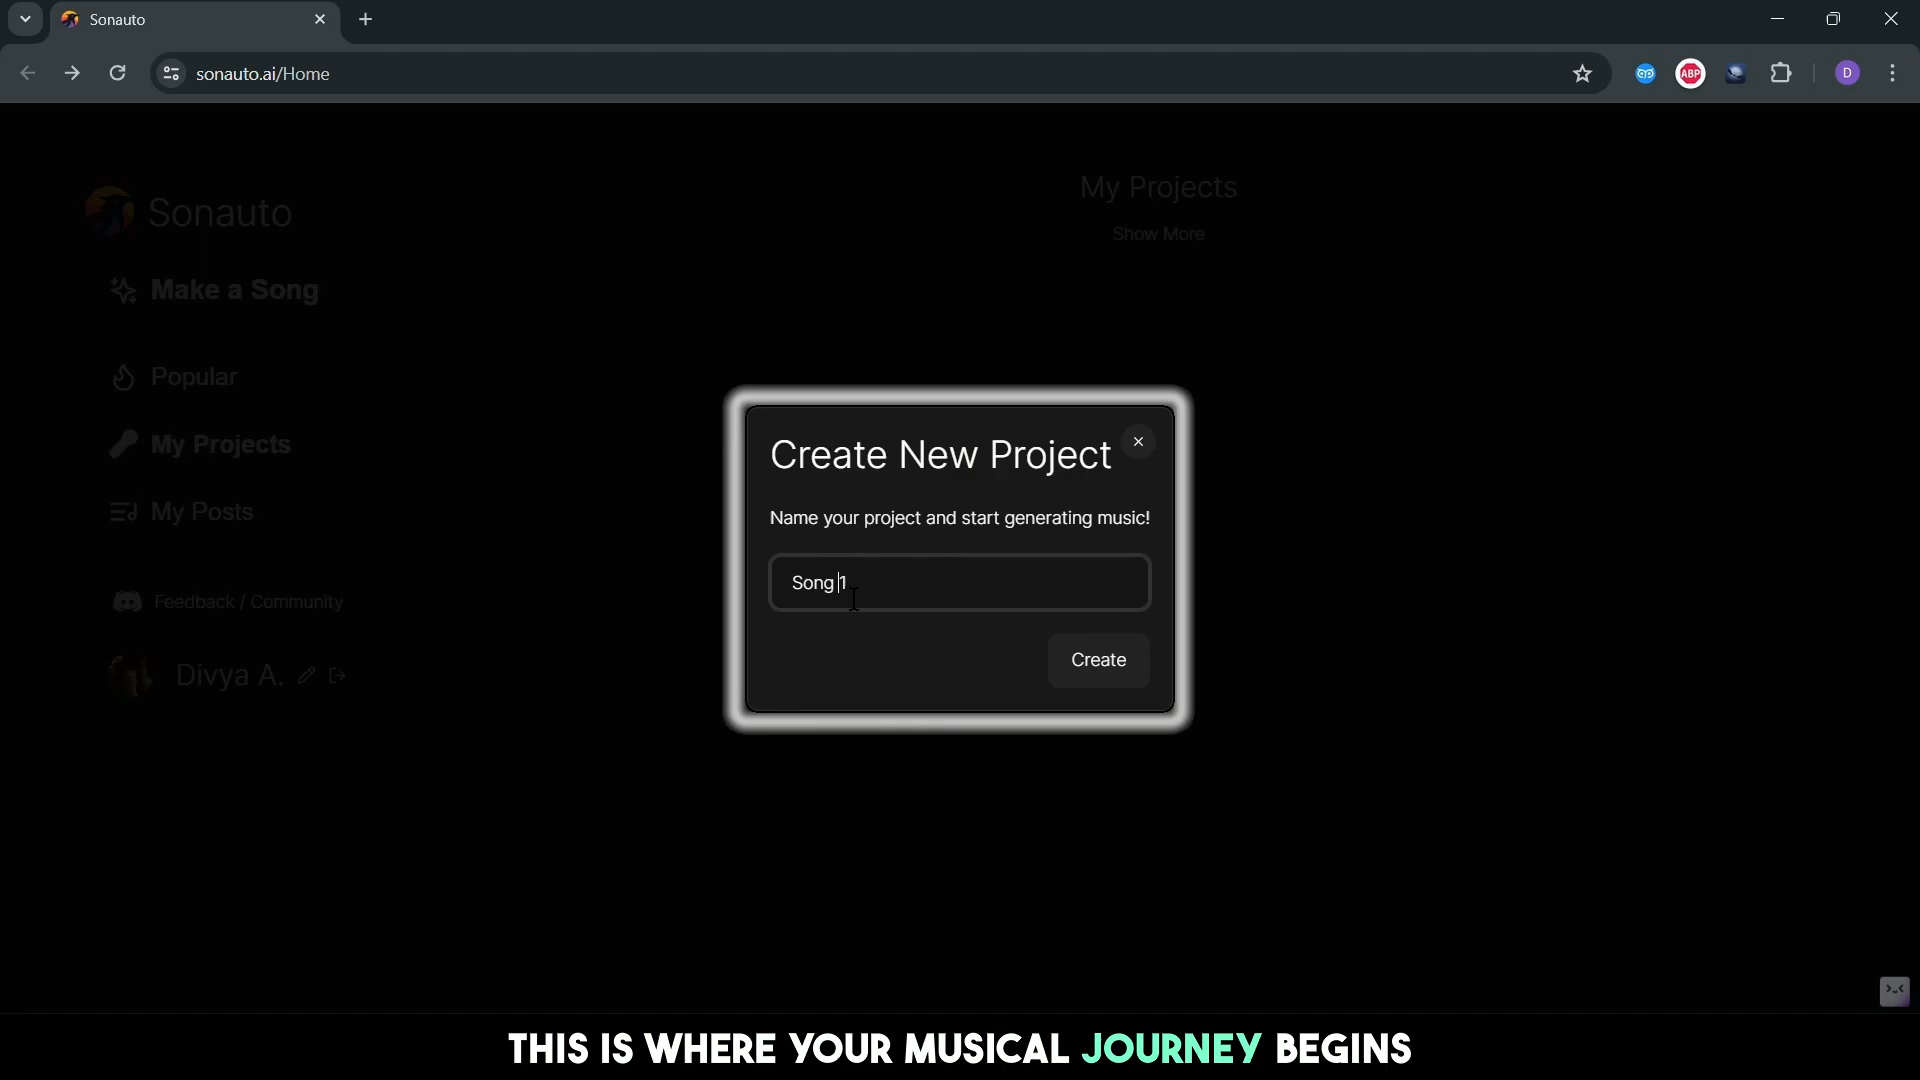 Sonauto
sonauto.ai/Home
ABP
D
Sonauto
My Projects
Show More
Make a Song
Popular
My Projects
My Posts
Feedback / Community
Divya A.
Create New Project
Name your project and start generating music!
Song 1
Create
THIS IS WHERE YOUR MUSICAL JOURNEY BEGINS